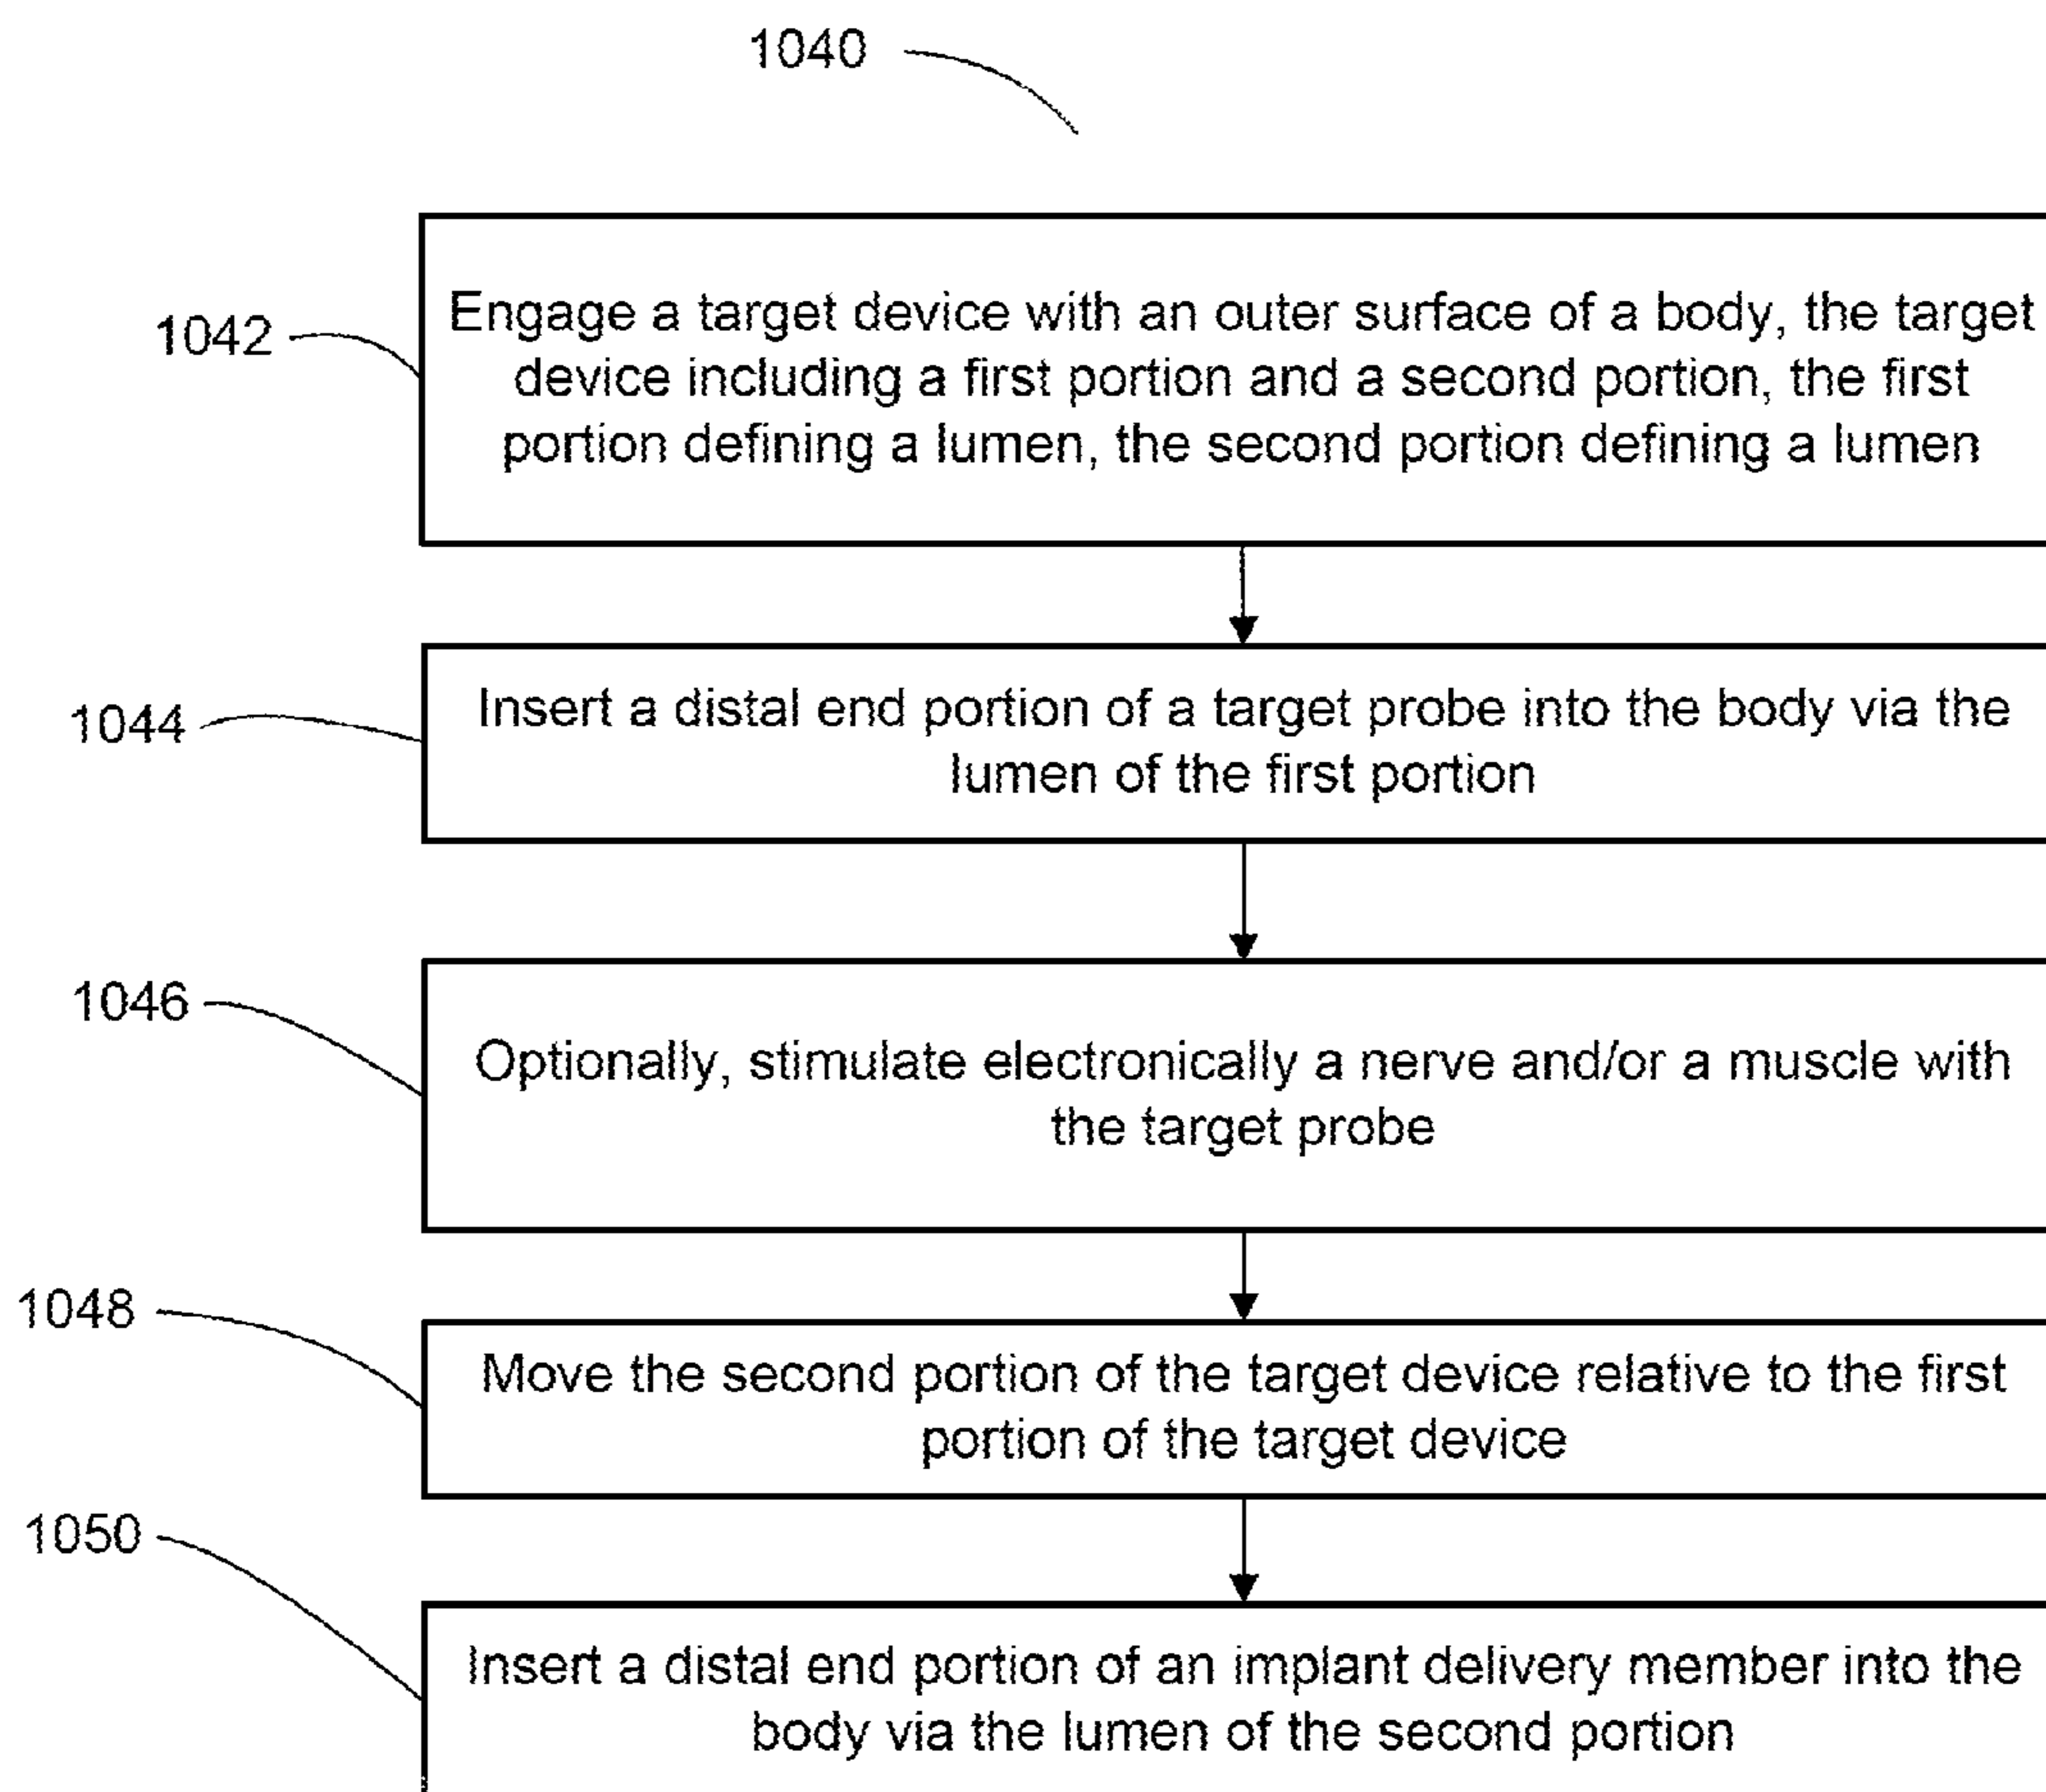 1040
1042
Engage a target device with an outer surface of a body, the target
device including a first portion and a second portion, the first
portion defining a lumen, the second portion defining a lumen
1044
Insert a distal end portion of a target probe into the body via the
lumen of the first portion
1046
Optionally, stimulate electronically a nerve and/or a muscle with
the target probe
1048
Move the second portion of the target device relative to the first
portion of the target device
1050
Insert a distal end portion of an implant delivery member into the
body via the lumen of the second portion